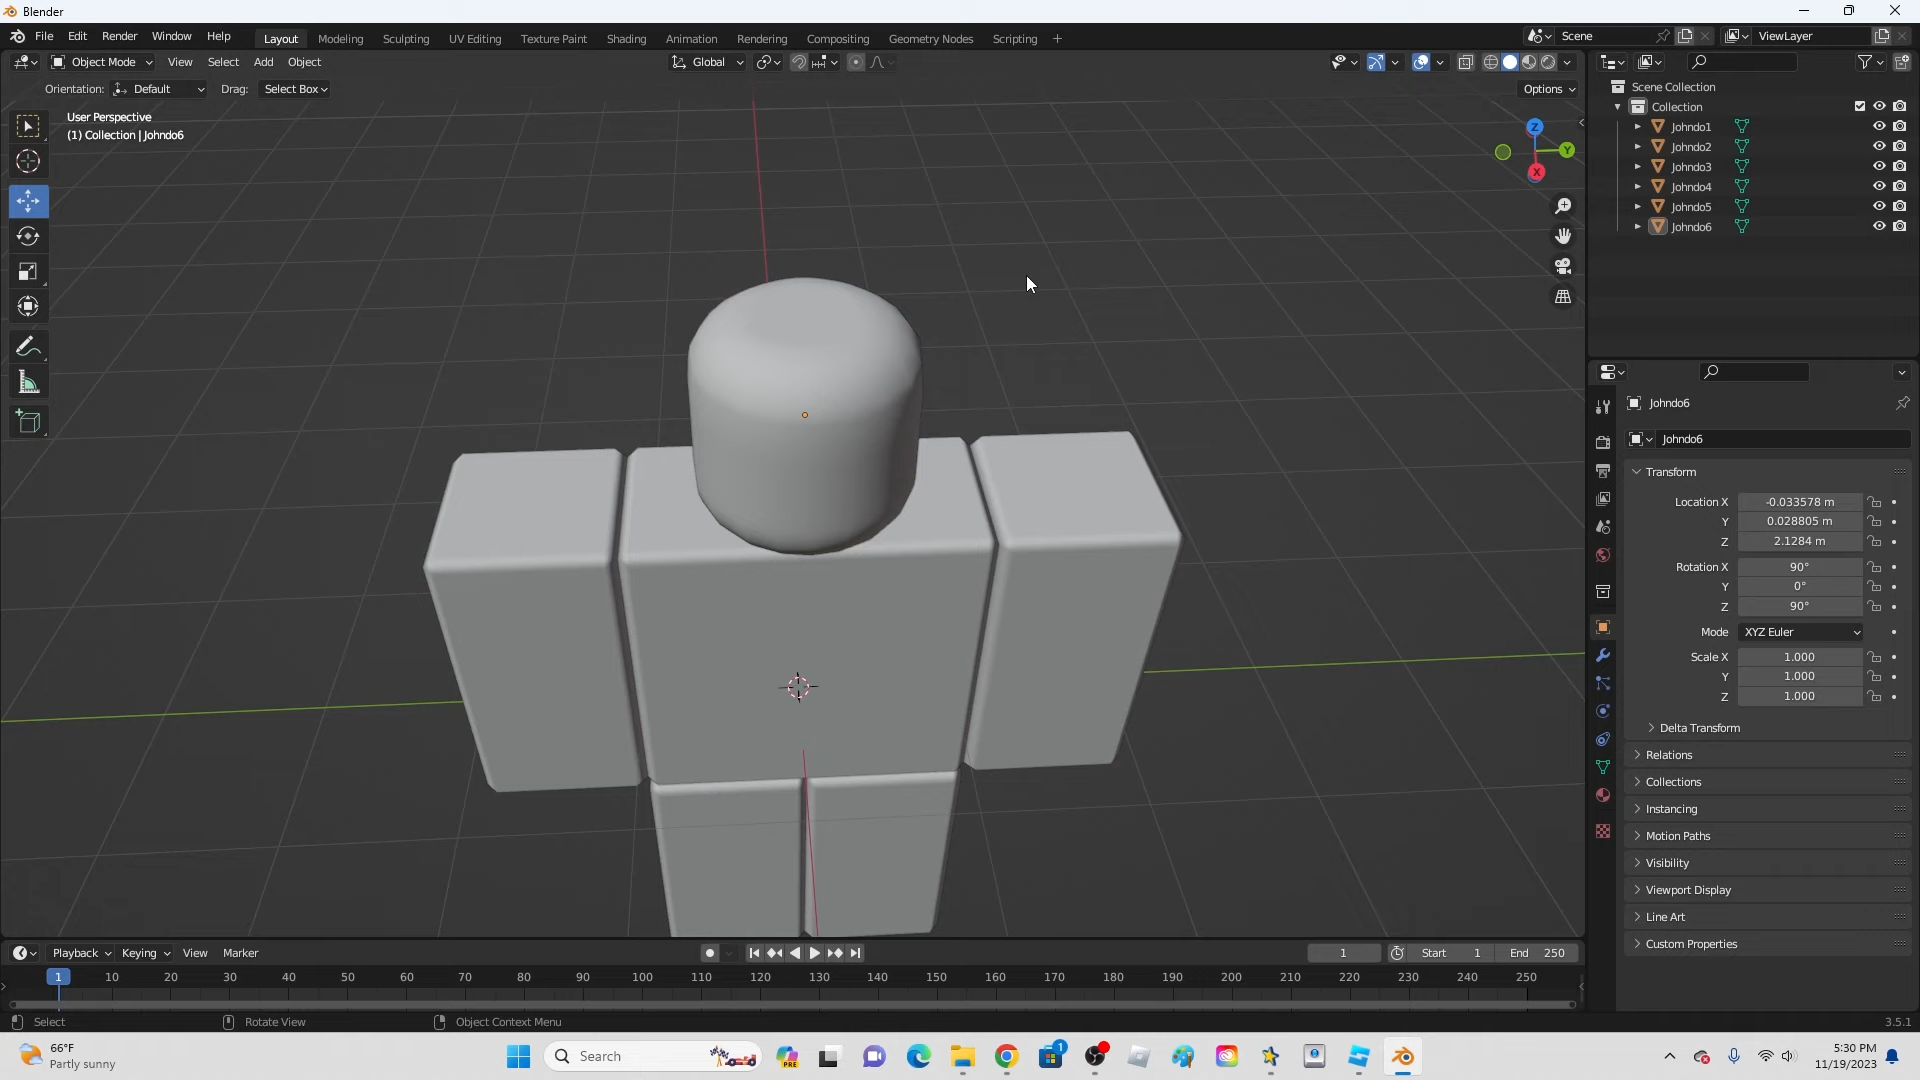 Blender
File Edit Render Window Help Layout Modeling Sculpting UV Editing Texture Paint Shading Animation Rendering Compositing Geometry Nodes Scripting + Scene ViewLayer
Object Mode View Select Add Object Global
Orientation: Default Drag: Select Box Options
User Perspective
(1) Collection | Johndo6
Z
Y
X
Scene Collection
Collection
Johndo1
Johndo2
Johndo3
Johndo4
Johndo5
Johndo6
Johndo6
Johndo6
Transform
Location X -0.033578 m
Y 0.028805 m
Z 2.1284 m
Rotation X 90°
Y 0°
Z 90°
Mode XYZ Euler
Scale X 1.000
Y 1.000
Z 1.000
Delta Transform
Relations
Collections
Instancing
Motion Paths
Visibility
Viewport Display
Line Art
Custom Properties
Playback Keying View Marker 1 Start 1 End 250
1 10 20 30 40 50 60 70 80 90 100 110 120 130 140 150 160 170 180 190 200 210 220 230 240 250
Select Rotate View Object Context Menu 3.5.1
66°F
Partly sunny
Search
PRE
1
5:30 PM
11/19/2023